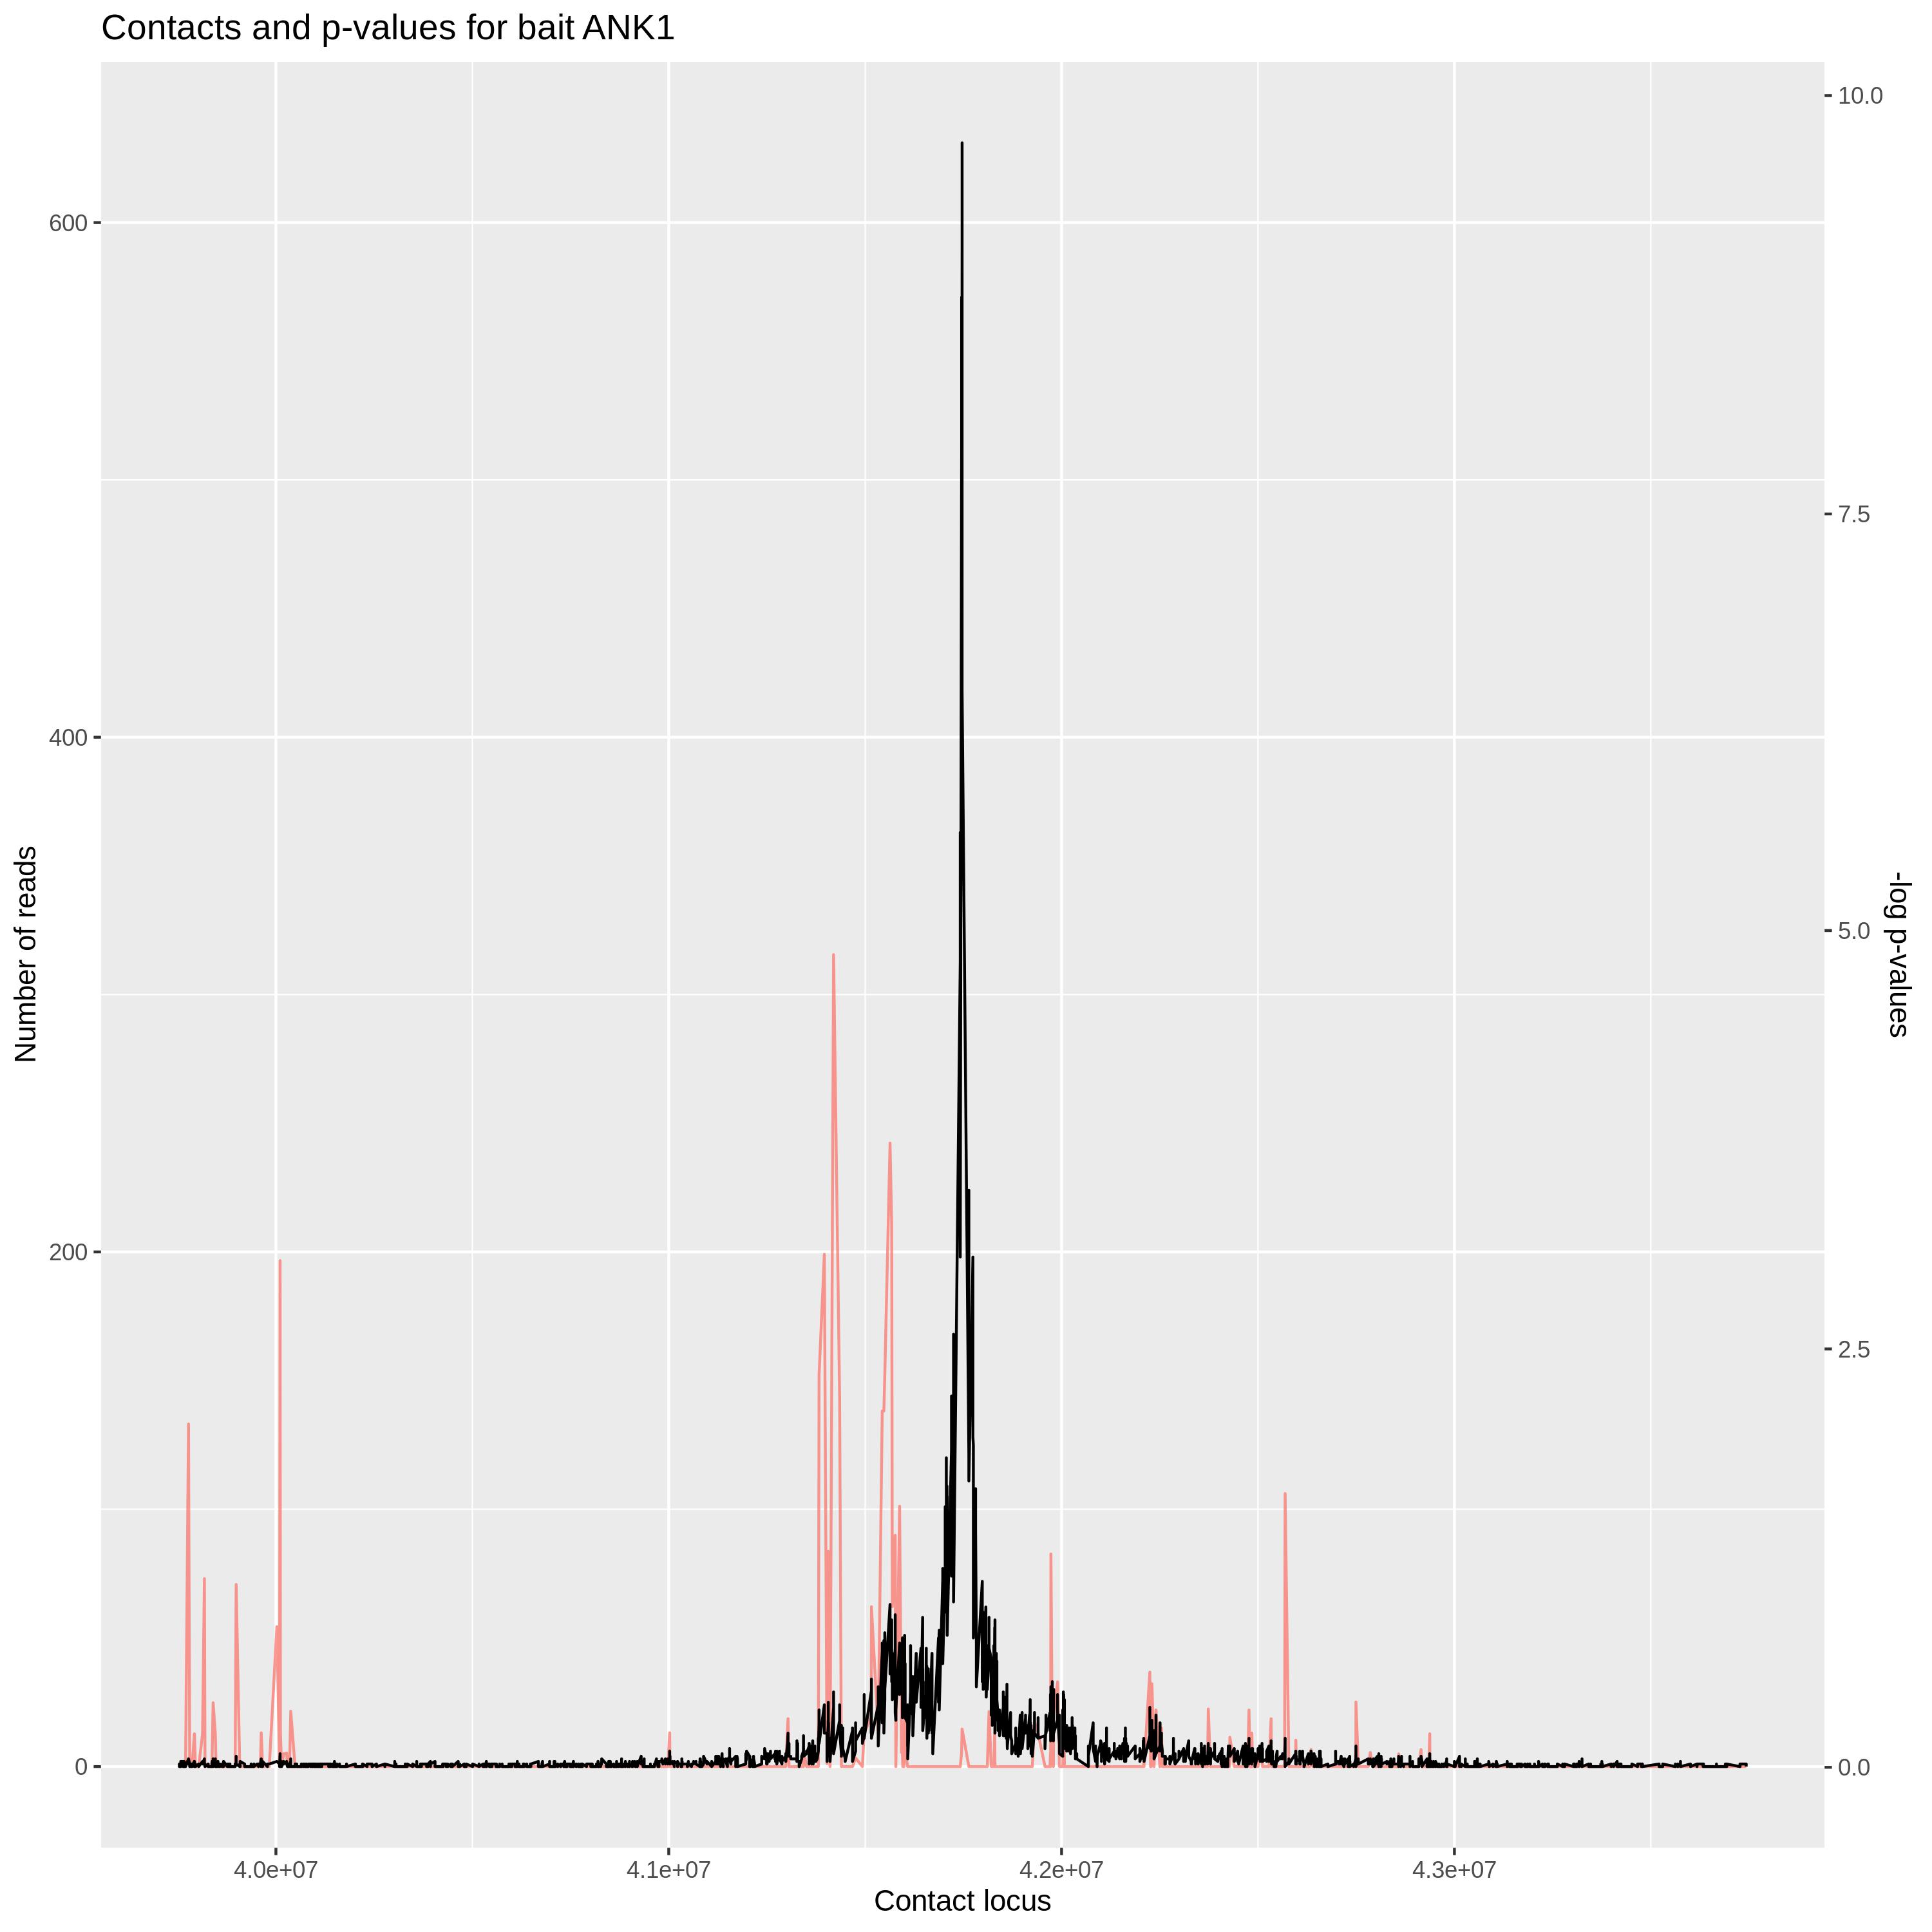 Contacts and p-values for bait ANK1
Number of reads
600
400
200
0
10.0
7.5
5.0
2.5
0.0
-log p-values
4.0e+07
4.1e+07
4.2e+07
4.3e+07
Contact locus